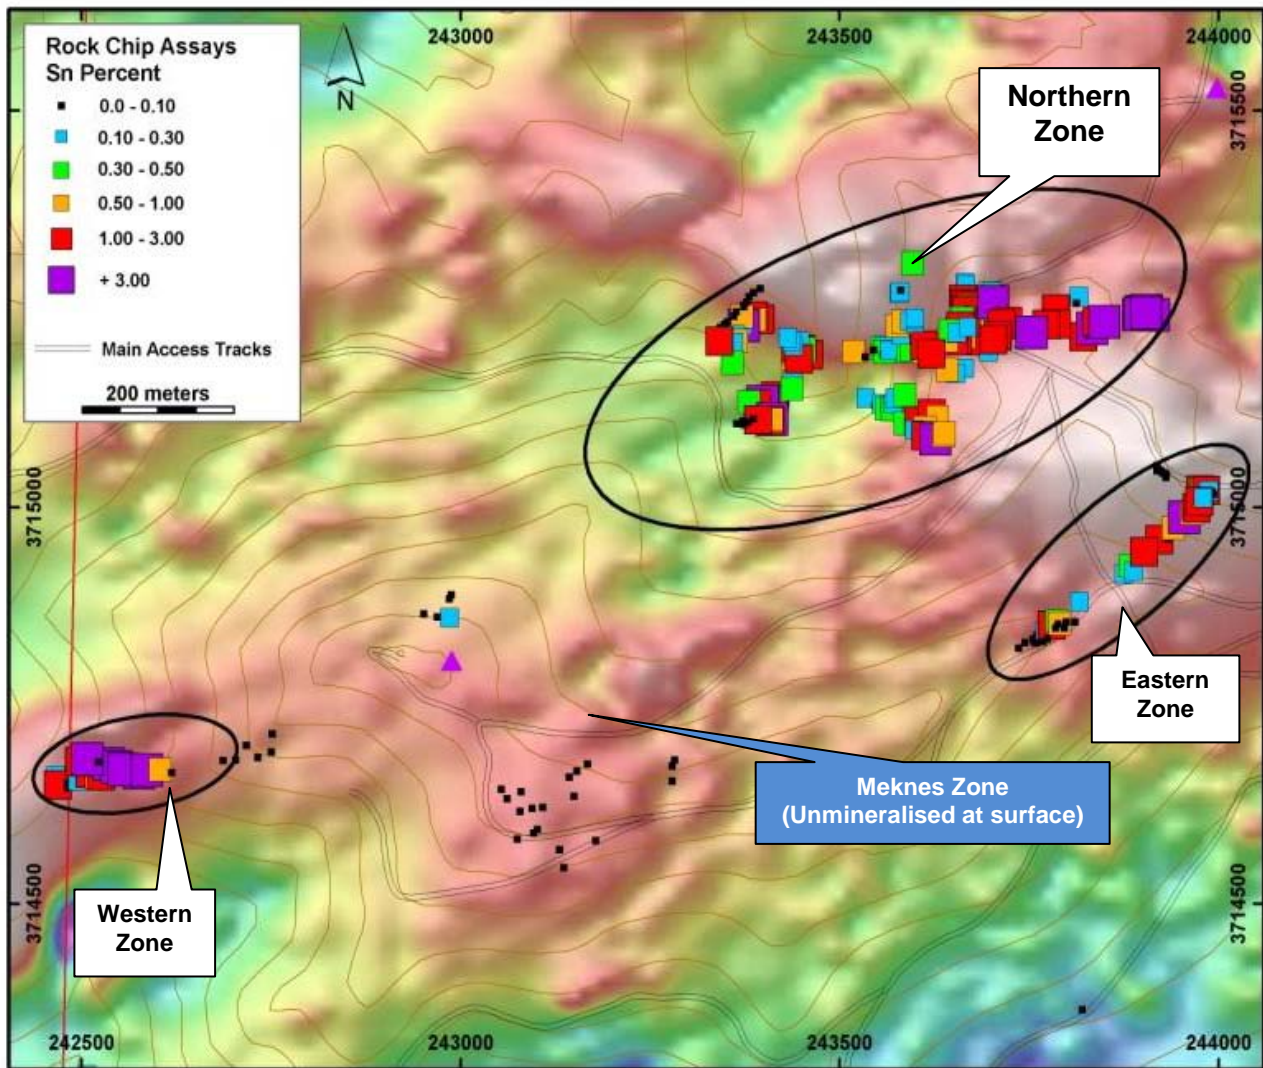 243000
243500
244000
Rock Chip Assays
Sn Percent
0.0 - 0.10
0.10 - 0.30
0.30 - 0.50
0.50 - 1.00
1.00 - 3.00
+ 3.00
Main Access Tracks
200 meters
N
Northern
Zone
3715500
3715000
3715000
Eastern
Zone
Meknes Zone
(Unmineralised at surface)
Western
Zone
3714500
3714500
242500
243000
243500
244000